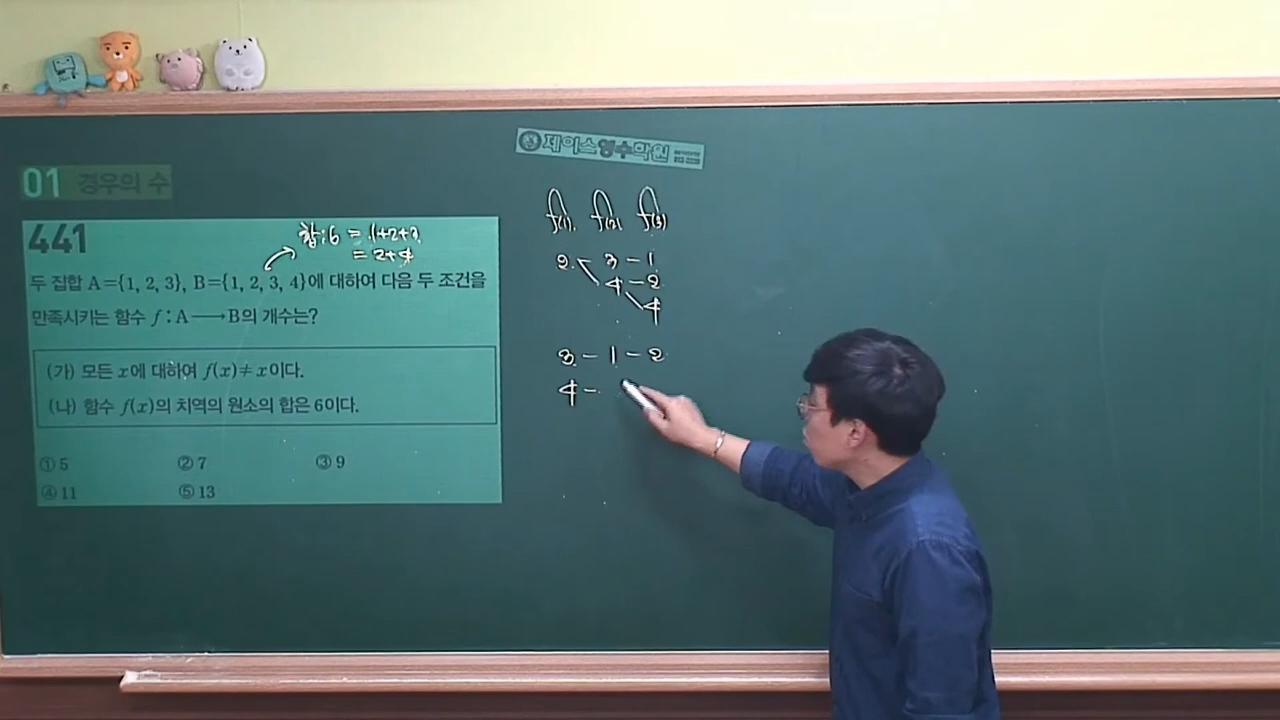 제이스영수학원
01 경우의 수
441
합:6 = 1+2+3
= 2+4
두 집합 A={1, 2, 3}, B={1, 2, 3, 4}에 대하여 다음 두 조건을
만족시키는 함수 f : A ⟶ B의 개수는?
(가) 모든 x에 대하여 f(x)≠x이다.
(나) 함수 f(x)의 치역의 원소의 합은 6이다.
① 5 ② 7 ③ 9
④ 11 ⑤ 13
f(1) f(2) f(3)
2 3 - 1
4 - 2
4
3 - 1 - 2
4 -